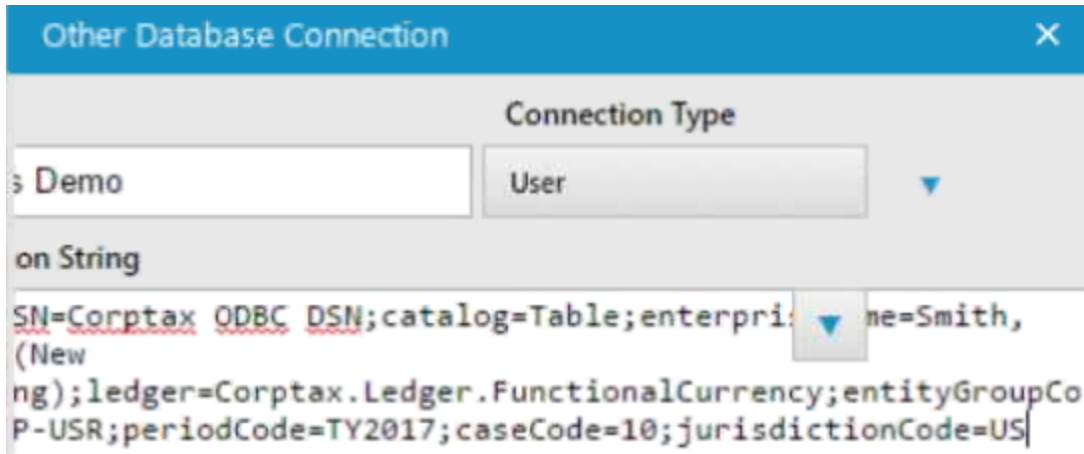 Other Database Connection
Connection Type
s Demo
User
on String
SN=Corptax ODBC DSN;catalog=Table;enterpri me=Smith,
(New
ng);ledger=Corptax.Ledger.FunctionalCurrency;entityGroupCo
P-USR;periodCode=TY2017;caseCode=10;jurisdictionCode=US